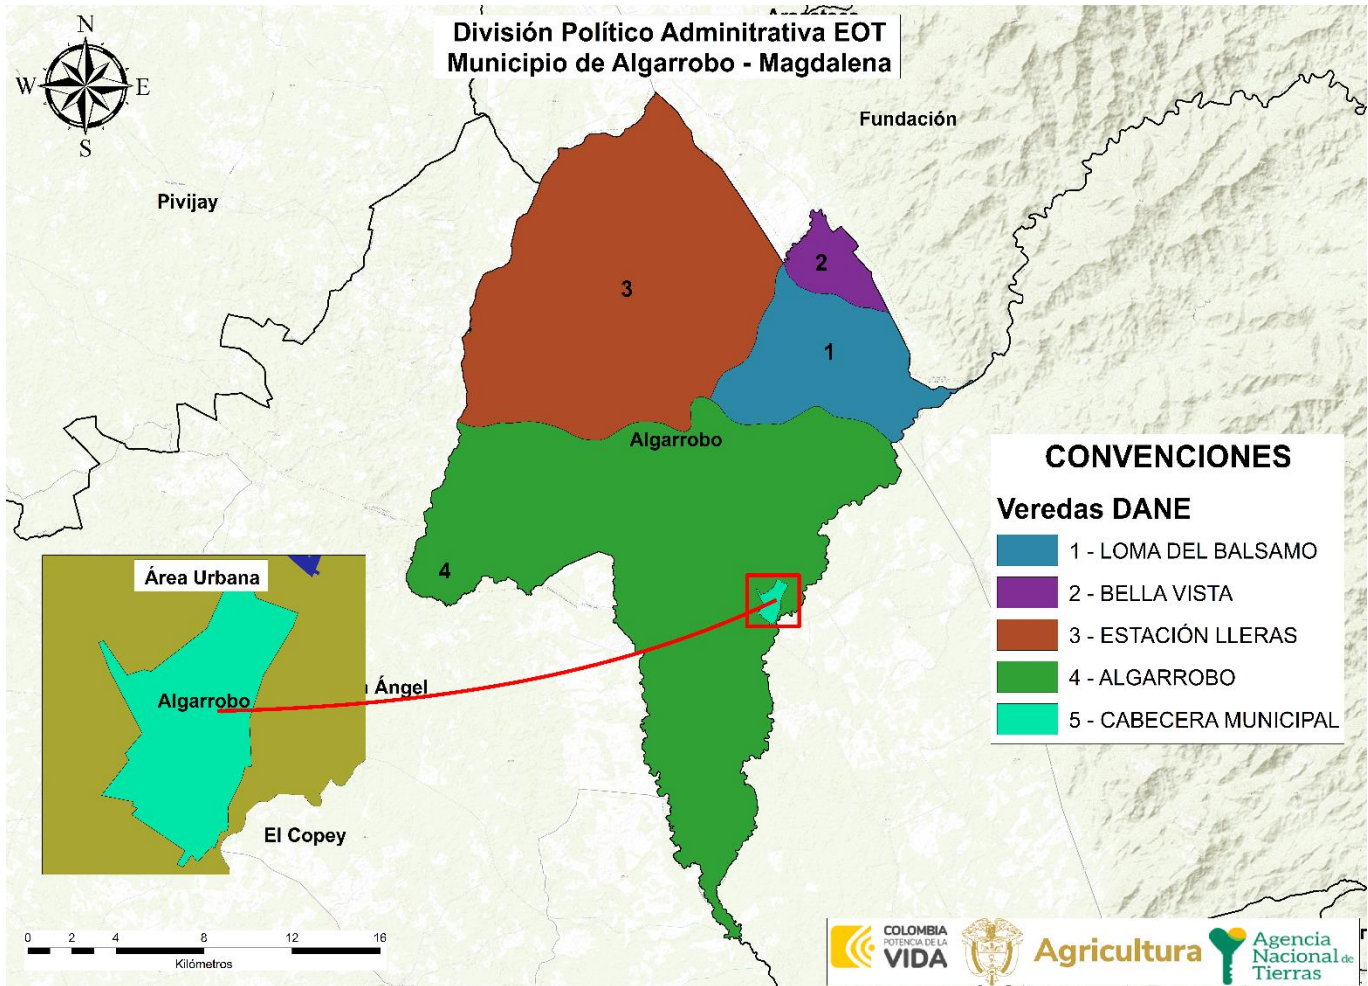 División Político Adminitrativa EOT
Municipio de Algarrobo - Magdalena
N
W
E
S
Fundación
Pivijay
2
3
1
Algarrobo
4
CONVENCIONES
Veredas DANE
1 - LOMA DEL BALSAMO
2 - BELLA VISTA
3 - ESTACIÓN LLERAS
4 - ALGARROBO
5 - CABECERA MUNICIPAL
Área Urbana
Algarrobo
Ángel
El Copey
0 2 4 8 12 16
Kilómetros
COLOMBIA
POTENCIA DE LA
VIDA
Agricultura
Agencia
Nacional de
Tierras